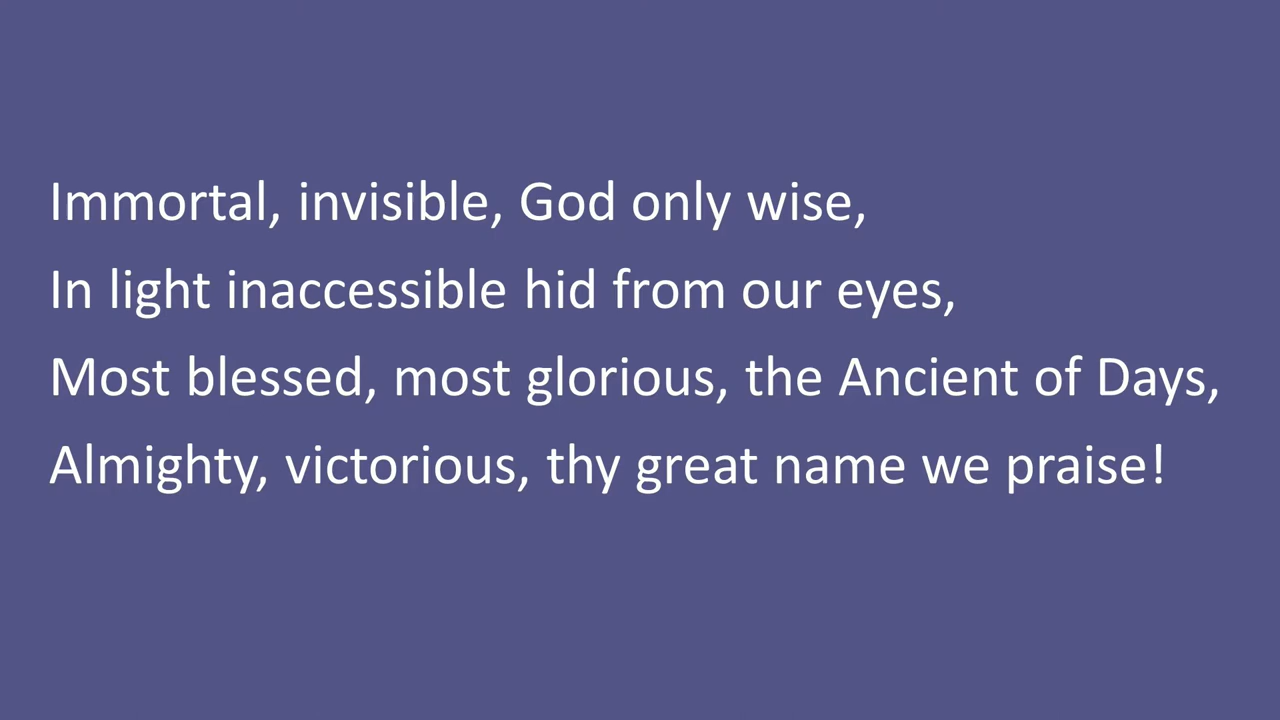 Immortal, invisible, God only wise,
In light inaccessible hid from our eyes,
Most blessed, most glorious, the Ancient of Days,
Almighty, victorious, thy great name we praise!